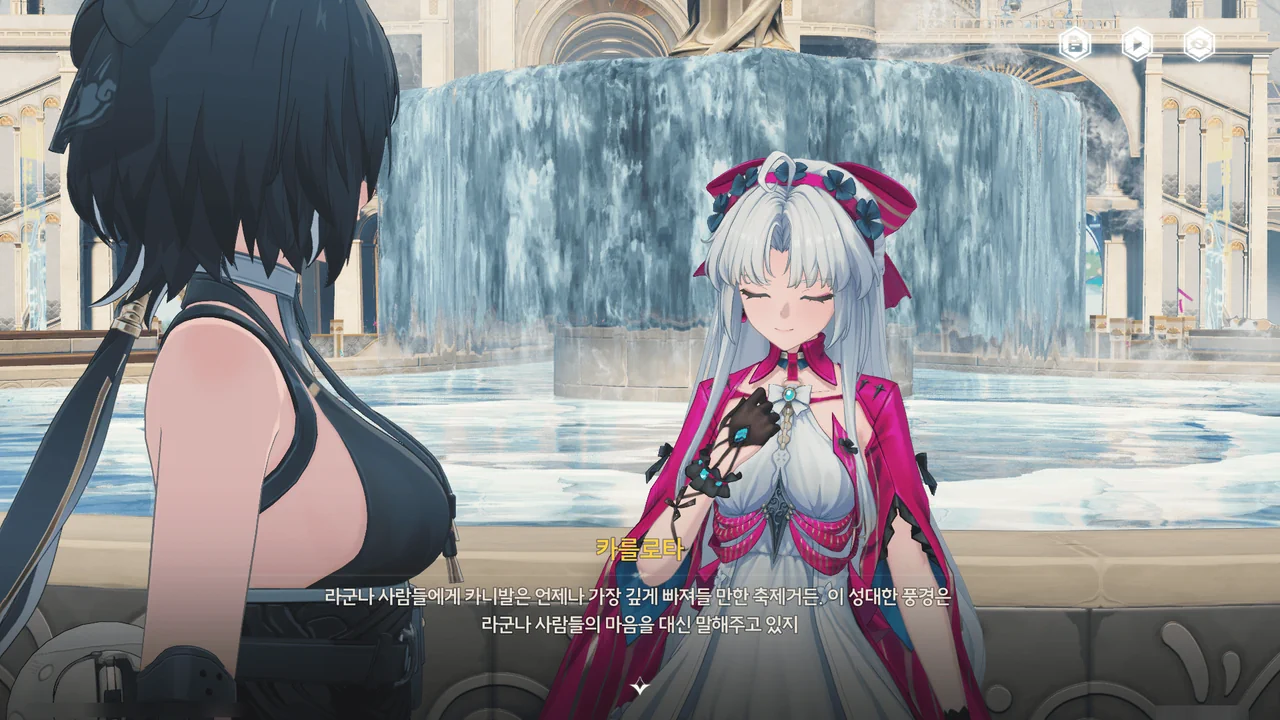 카를로타
라군나 사람들에게 카니발은 언제나 가장 깊게 빠져들 만한 축제거든. 이 성대한 풍경은
라군나 사람들의 마음을 대신 말해주고 있지